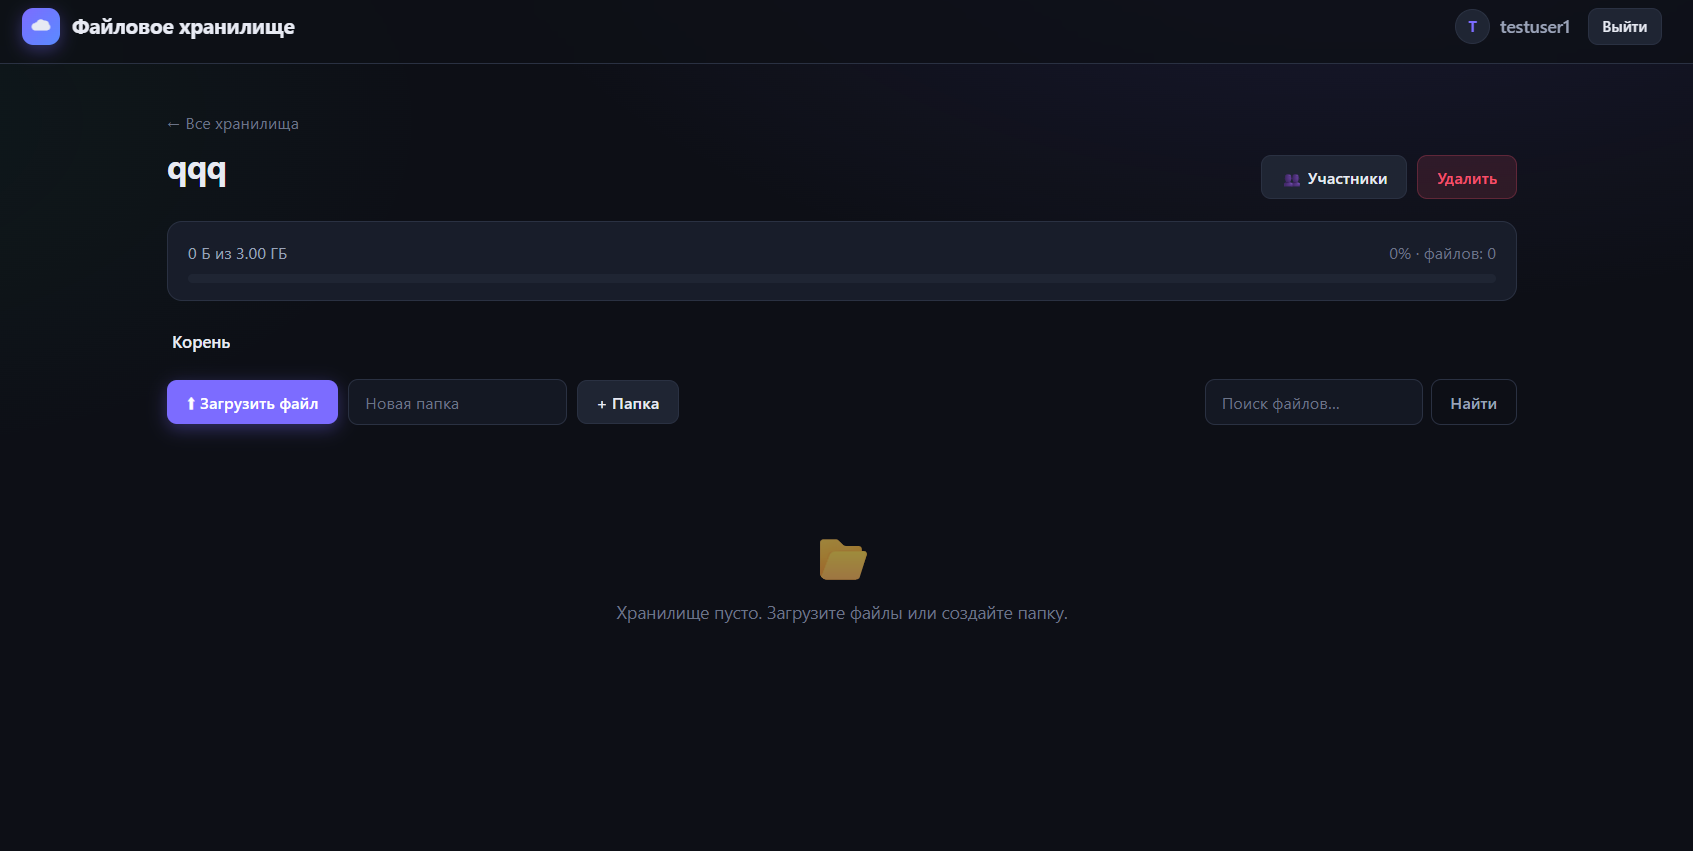 Файловое хранилище
T testuser1 Выйти
← Все хранилища
qqq
Участники Удалить
0 Б из 3.00 ГБ 0% · файлов: 0
Корень
⬆ Загрузить файл Новая папка + Папка Поиск файлов... Найти
Хранилище пусто. Загрузите файлы или создайте папку.